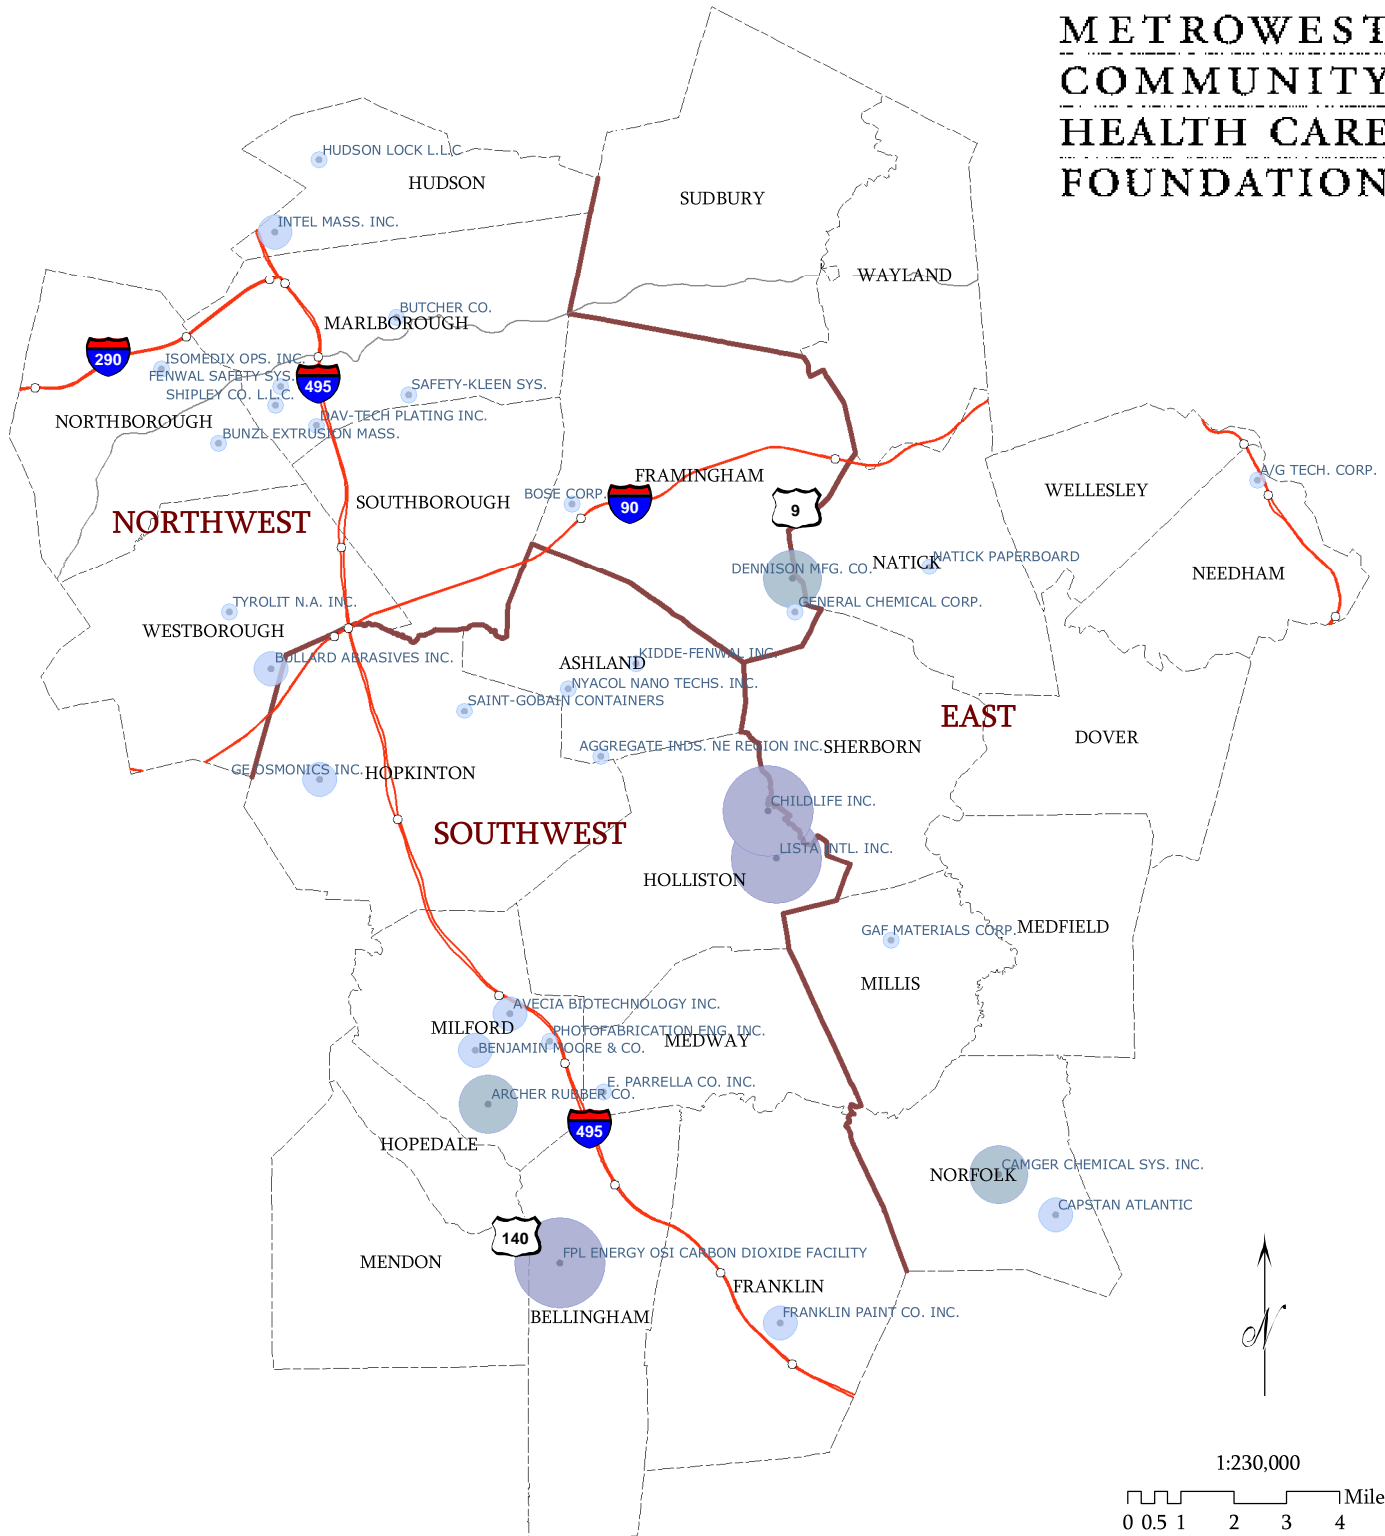 METROWEST
COMMUNITY
HEALTH CARE
FOUNDATION
HUDSON LOCK L.L.C
HUDSON
SUDBURY
INTEL MASS. INC.
WAYLAND
BUTCHER CO.
MARLBOROUGH
290
ISOMEDIX OPS. INC.
FENWAL SAFETY SYS.
495
SHIPLEY CO. L.L.C.
SAFETY-KLEEN SYS.
NORTHBOROUGH
DAV-TECH PLATING INC.
BUNZL EXTRUSION MASS.
A/G TECH. CORP.
FRAMINGHAM
WELLESLEY
BOSE CORP.
SOUTHBOROUGH
90
9
NORTHWEST
NATICK PAPERBOARD
NATICK
DENNISON MFG. CO.
NEEDHAM
TYROLIT N.A. INC.
GENERAL CHEMICAL CORP.
WESTBOROUGH
BULLARD ABRASIVES INC.
KIDDE-FENWAL INC.
ASHLAND
NYACOL NANO TECHS. INC.
SAINT-GOBAIN CONTAINERS
EAST
DOVER
AGGREGATE INDS. NE REGION INC.
SHERBORN
GE OSMONICS INC.
HOPKINTON
CHILDLIFE INC.
SOUTHWEST
LISTA INTL. INC.
HOLLISTON
GAF MATERIALS CORP.
MEDFIELD
MILLIS
AVECIA BIOTECHNOLOGY INC.
MILFORD
PHOTOFABRICATION ENG. INC.
MEDWAY
BENJAMIN MOORE & CO.
E. PARRELLA CO. INC.
ARCHER RUBBER CO.
495
HOPEDALE
CAMGER CHEMICAL SYS. INC.
NORFOLK
CAPSTAN ATLANTIC
140
FPL ENERGY OSI CARBON DIOXIDE FACILITY
MENDON
FRANKLIN
FRANKLIN PAINT CO. INC.
BELLINGHAM
N
1:230,000
Mile
0 0.5 1 2 3 4